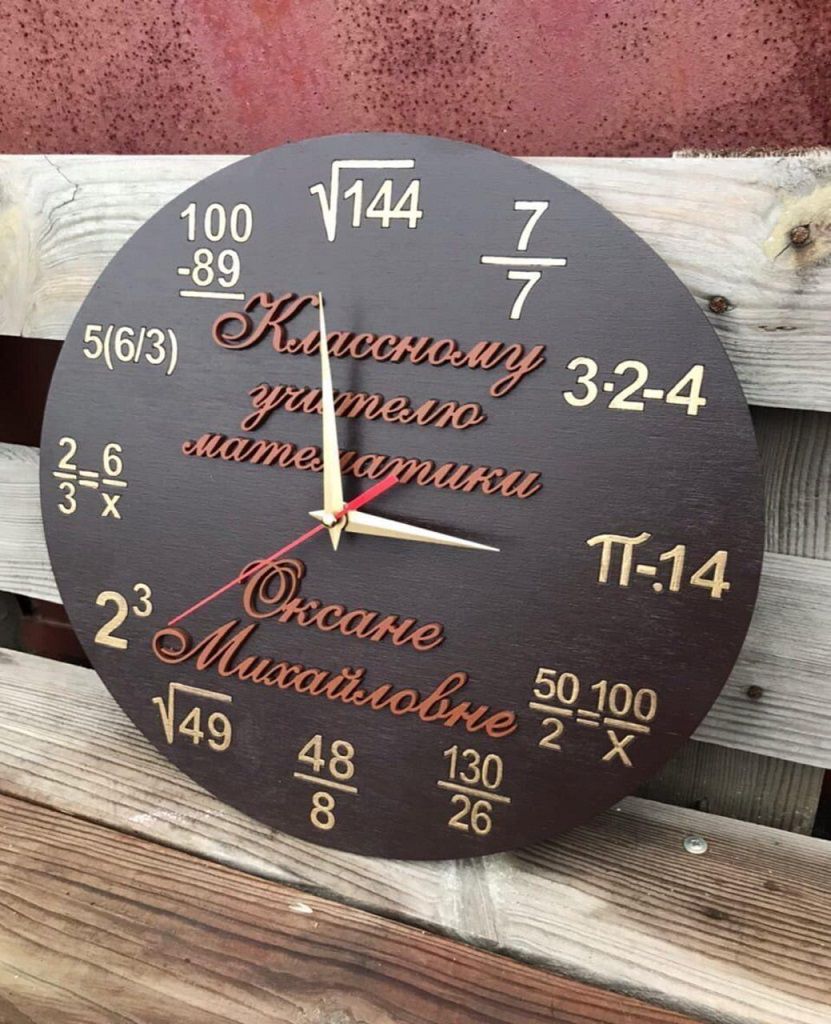 √144
100
-89
7/7
Классному
5(6/3)
учителю
3·2-4
математики
2/3=6/x
π-.14
Оксане
2³
Михайловне
50/2=100/X
√49
48/8
130/26